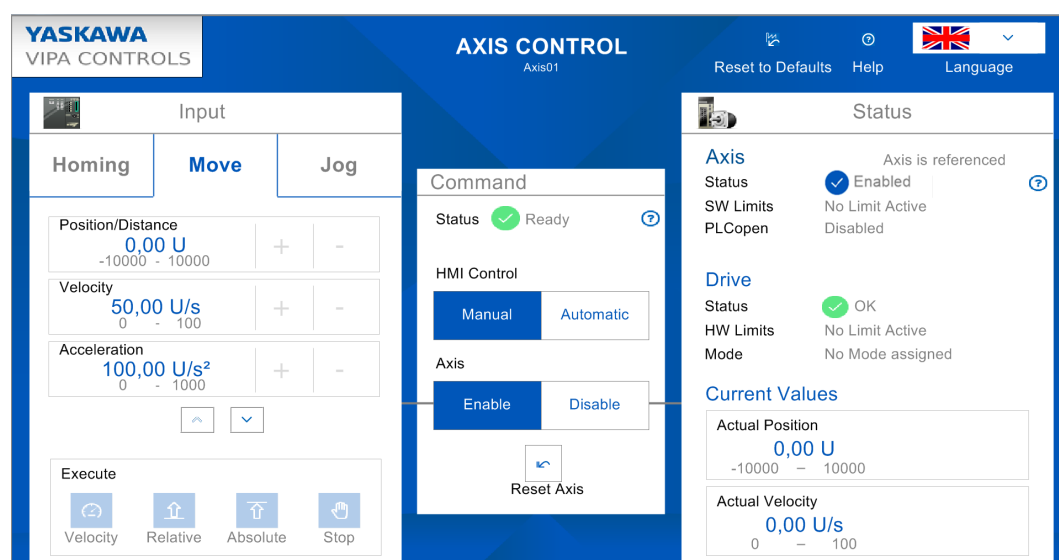 YASKAWA
VIPA CONTROLS
AXIS CONTROL
Axis01
Reset to Defaults
Help
Language
Input
Homing
Move
Jog
Position/Distance
0,00 U
-10000 - 10000
+ -
Velocity
50,00 U/s
0 - 100
+ -
Acceleration
100,00 U/s²
0 - 1000
+ -
Execute
Velocity
Relative
Absolute
Stop
Command
Status Ready ?
HMI Control
Manual Automatic
Axis
Enable Disable
Reset Axis
Status
Axis Axis is referenced
Status Enabled ?
SW Limits No Limit Active
PLCopen Disabled
Drive
Status OK
HW Limits No Limit Active
Mode No Mode assigned
Current Values
Actual Position
0,00 U
-10000 – 10000
Actual Velocity
0,00 U/s
0 – 100